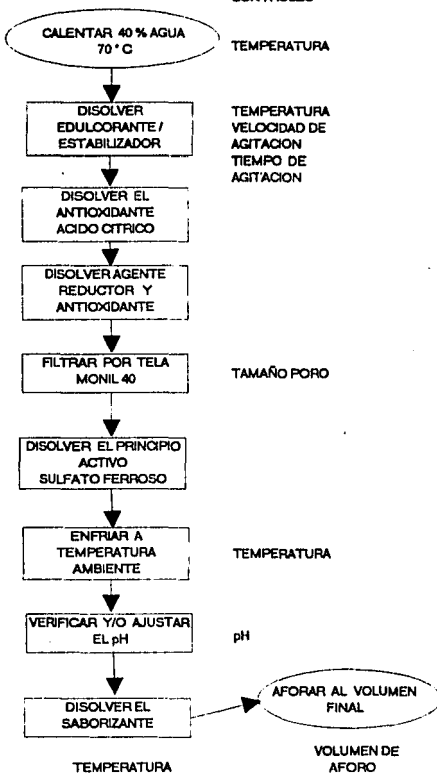 CALENTAR 40 % AGUA
70 ° C
TEMPERATURA
DISOLVER
EDULCORANTE /
ESTABILIZADOR
TEMPERATURA
VELOCIDAD DE
AGITACION
TIEMPO DE
AGITACION
DISOLVER EL
ANTIOXIDANTE
ACIDO CITRICO
DISOLVER AGENTE
REDUCTOR Y
ANTIOXIDANTE
FILTRAR POR TELA
MONIL 40
TAMAÑO PORO
DISOLVER EL PRINCIPIO
ACTIVO
SULFATO FERROSO
ENFRIAR A
TEMPERATURA
AMBIENTE
TEMPERATURA
VERIFICAR Y/O AJUSTAR
EL pH
pH
DISOLVER EL
SABORIZANTE
AFORAR AL VOLUMEN
FINAL
TEMPERATURA
VOLUMEN DE
AFORO